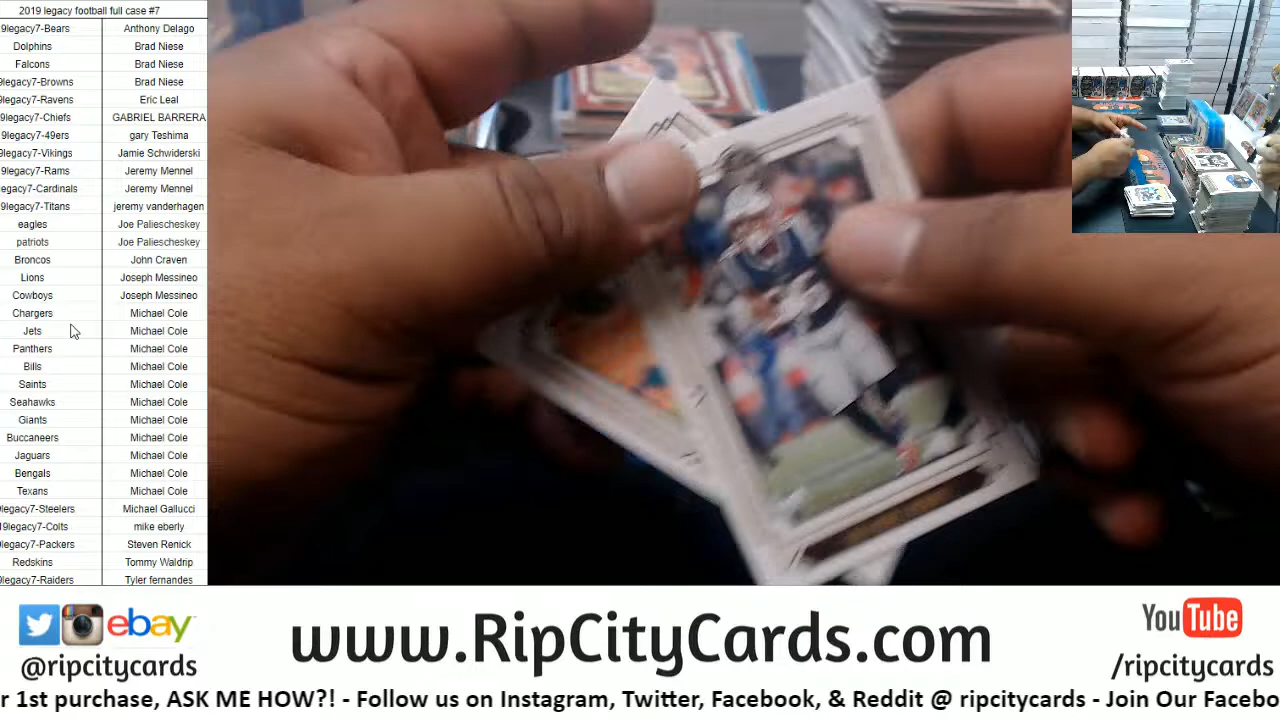 2019 legacy football full case #7
9legacy7-Bears Anthony Delago
Dolphins Brad Niese
Falcons Brad Niese
9legacy7-Browns Brad Niese
9legacy7-Ravens Eric Leal
9legacy7-Chiefs GABRIEL BARRERA
9legacy7-49ers gary Teshima
9legacy7-Vikings Jamie Schwiderski
9legacy7-Rams Jeremy Mennel
legacy7-Cardinals Jeremy Mennel
9legacy7-Titans jeremy vanderhagen
eagles Joe Paliescheskey
patriots Joe Paliescheskey
Broncos John Craven
Lions Joseph Messineo
Cowboys Joseph Messineo
Chargers Michael Cole
Jets Michael Cole
Panthers Michael Cole
Bills Michael Cole
Saints Michael Cole
Seahawks Michael Cole
Giants Michael Cole
Buccaneers Michael Cole
Jaguars Michael Cole
Bengals Michael Cole
Texans Michael Cole
9legacy7-Steelers Michael Gallucci
19legacy7-Colts mike eberly
9legacy7-Packers Steven Renick
Redskins Tommy Waldrip
9legacy7-Raiders Tyler fernandes
ebay
@ripcitycards
www.RipCityCards.com
YouTube
/ripcitycards
r 1st purchase, ASK ME HOW?! - Follow us on Instagram, Twitter, Facebook, & Reddit @ ripcitycards - Join Our Facebo